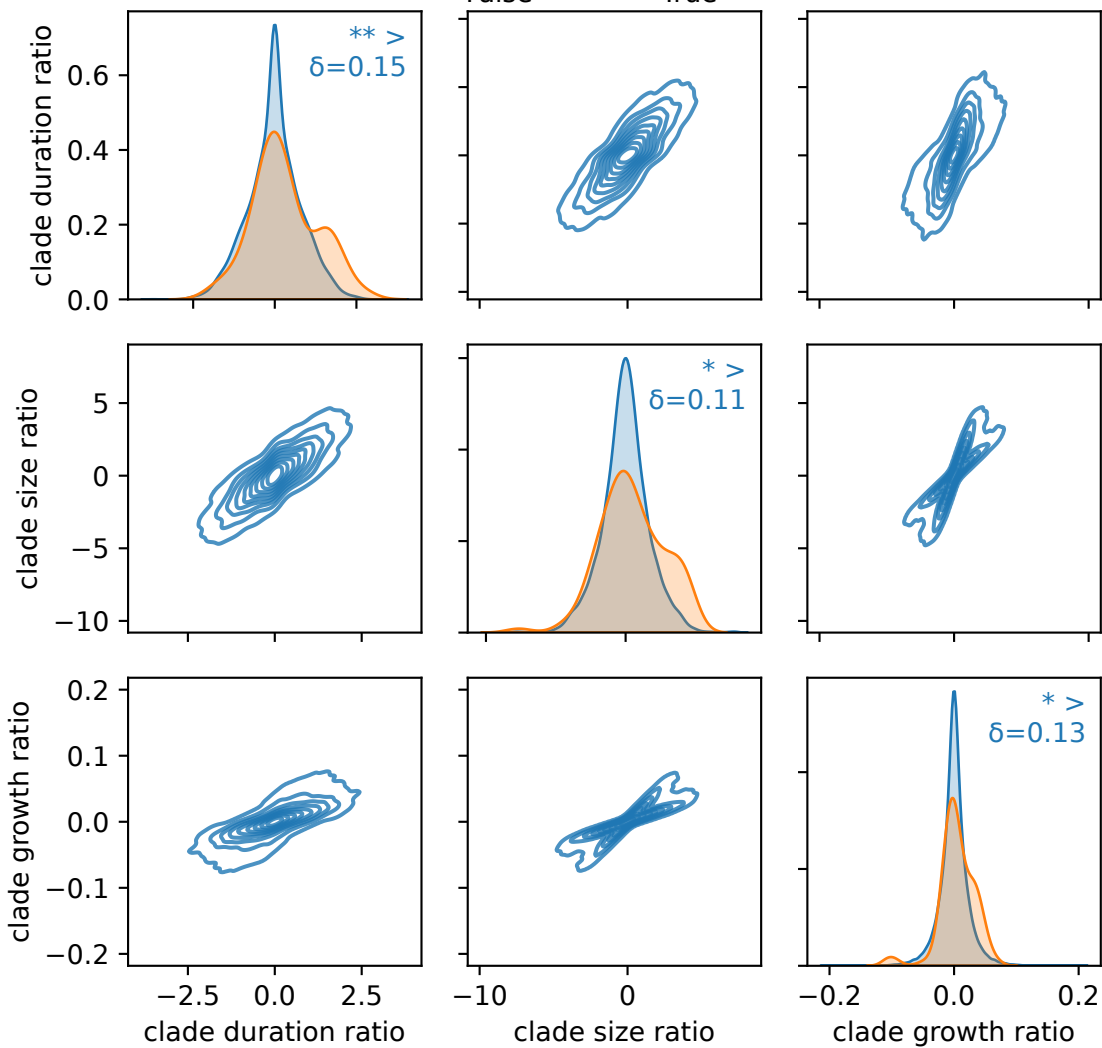 clade duration ratio
0.6
0.4
0.2
0.0
** >
δ=0.15
clade size ratio
5
0
−5
−10
* >
δ=0.11
clade growth ratio
0.2
0.1
0.0
−0.1
−0.2
* >
δ=0.13
−2.5 0.0 2.5
clade duration ratio
−10 0
clade size ratio
−0.2 0.0 0.2
clade growth ratio